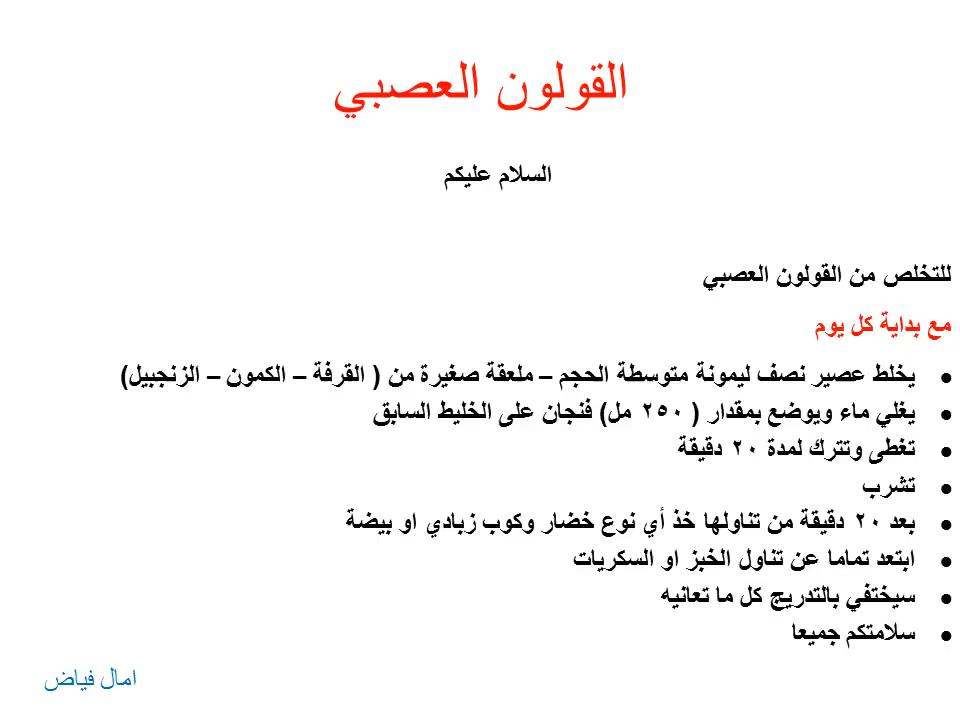 القولون العصبي
السلام عليكم
للتخلص من القولون العصبي
مع بداية كل يوم
• يخلط عصير نصف ليمونة متوسطة الحجم – ملعقة صغيرة من ( القرفة – الكمون – الزنجبيل)
• يغلي ماء ويوضع بمقدار ( ٢٥٠ مل) فنجان على الخليط السابق
• تغطى وتترك لمدة ٢٠ دقيقة
• تشرب
• بعد ٢٠ دقيقة من تناولها خذ أي نوع خضار وكوب زبادي او بيضة
• ابتعد تماما عن تناول الخبز او السكريات
• سيختفي بالتدريج كل ما تعانيه
• سلامتكم جميعا
امال فياض